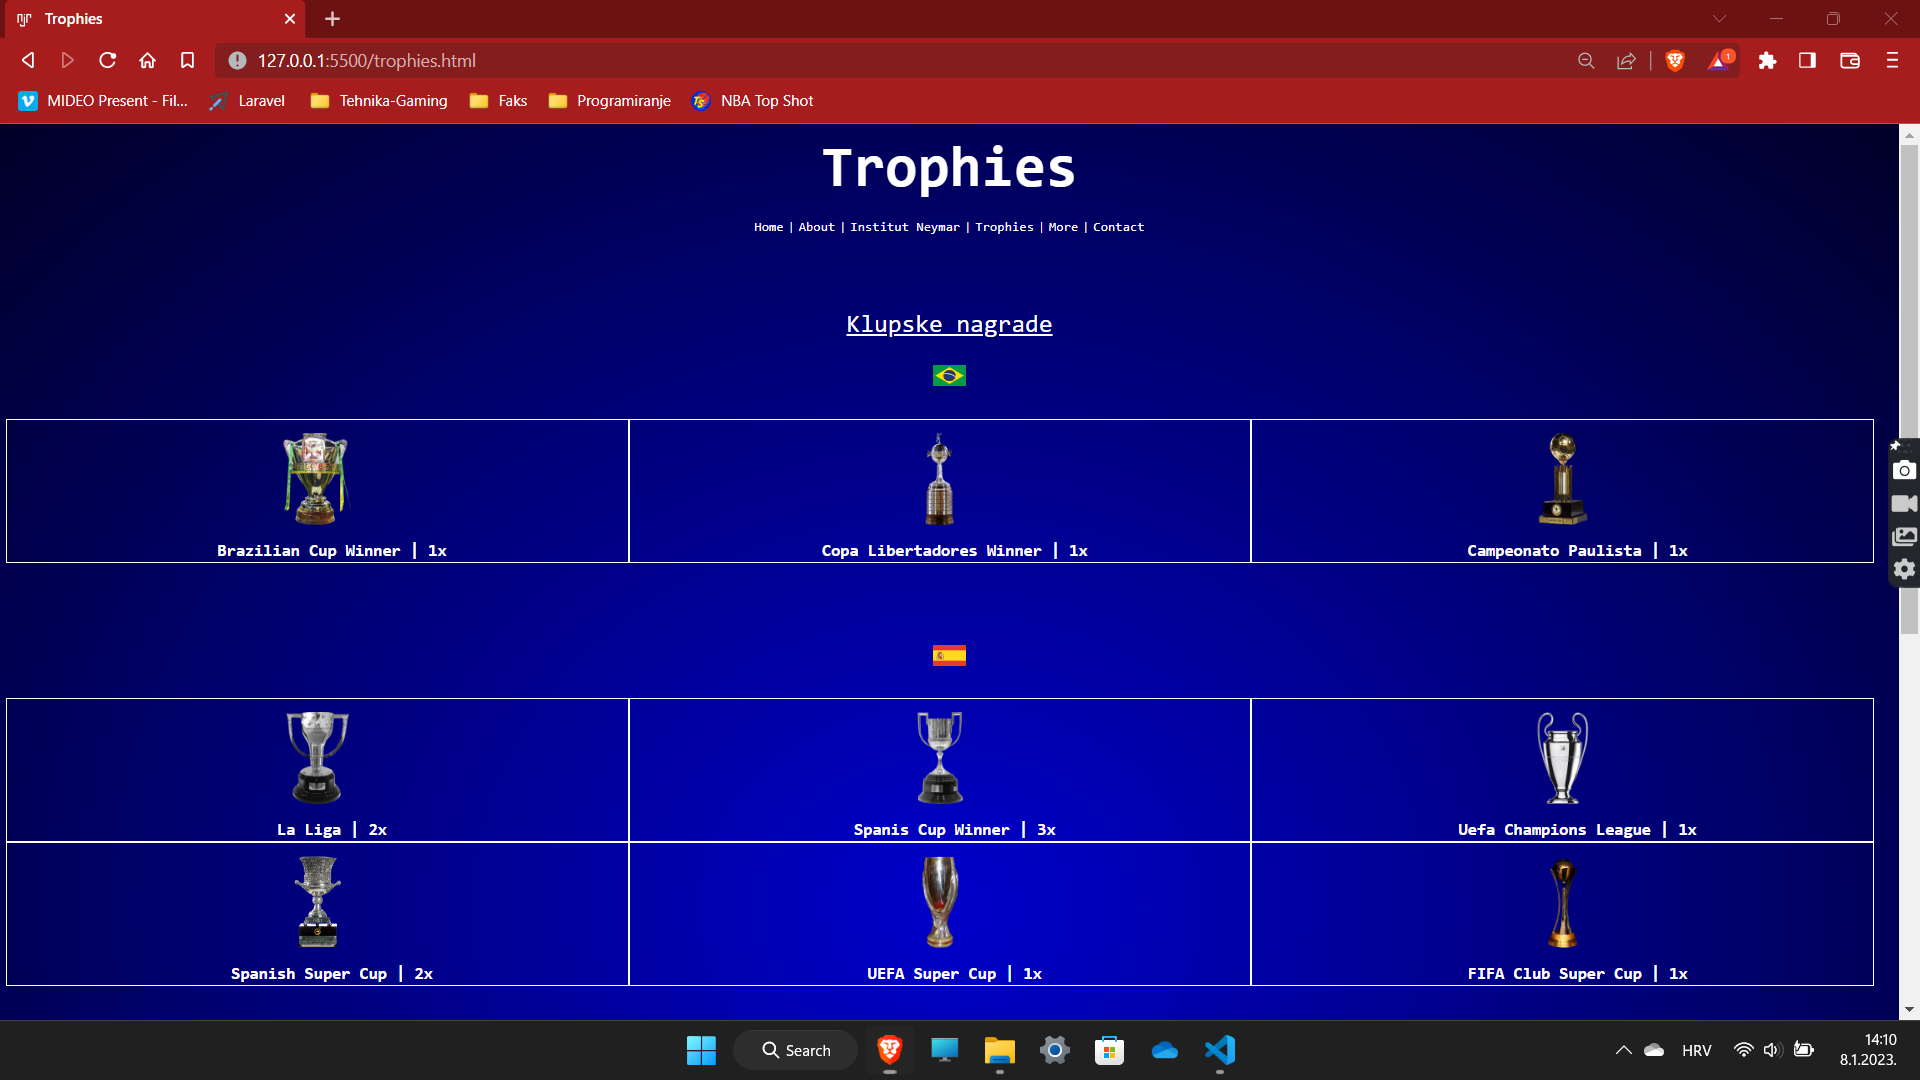 Trophies
127.0.0.1:5500/trophies.html
1
MIDEO Present - Fil...
Laravel
Tehnika-Gaming
Faks
Programiranje
NBA Top Shot
Trophies
Home | About | Institut Neymar | Trophies | More | Contact
Klupske nagrade
Brazilian Cup Winner | 1x
Copa Libertadores Winner | 1x
Campeonato Paulista | 1x
La Liga | 2x
Spanis Cup Winner | 3x
Uefa Champions League | 1x
Spanish Super Cup | 2x
UEFA Super Cup | 1x
FIFA Club Super Cup | 1x
Search
HRV
14:10
8.1.2023.